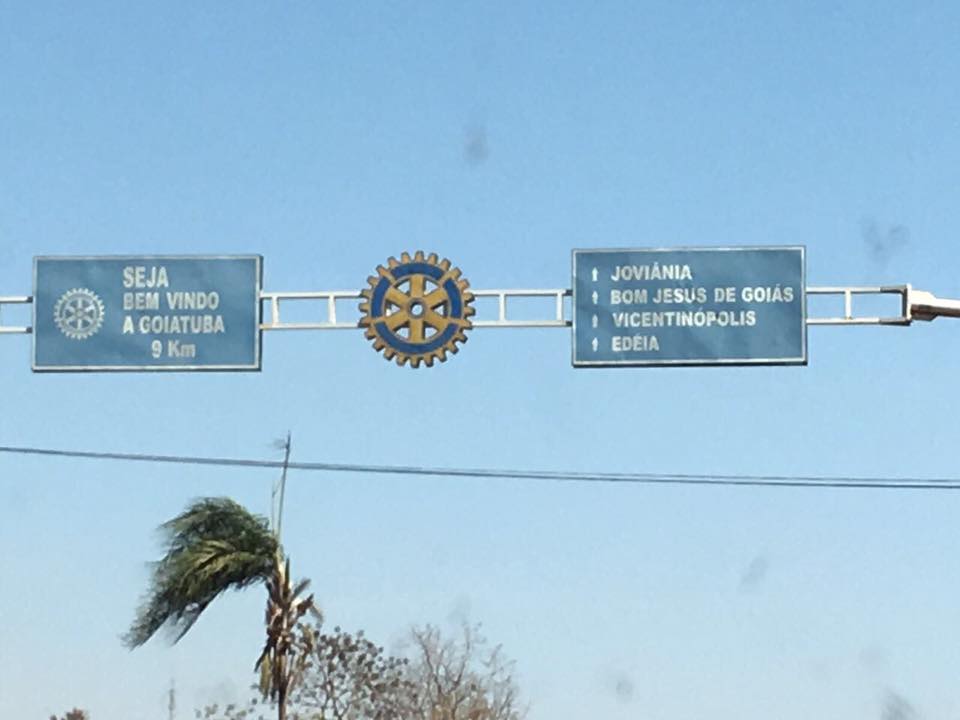 SEJA
BEM VINDO
A GOIATUBA
9 Km
↑ JOVIÂNIA
↑ BOM JESUS DE GOIÁS
↑ VICENTINÓPOLIS
↑ EDÉIA